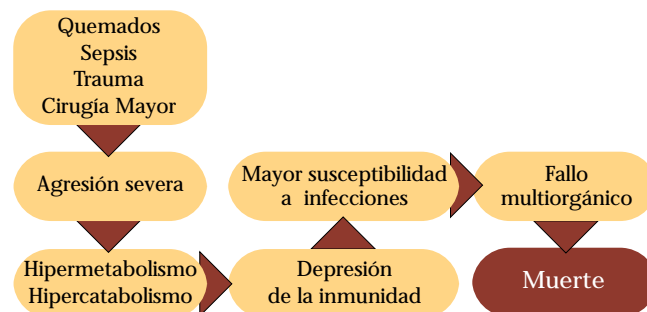 Quemados
Sepsis
Trauma
Cirugía Mayor
Agresión severa
Hipermetabolismo
Hipercatabolismo
Depresión
de la inmunidad
Mayor susceptibilidad
a infecciones
Fallo
multiorgánico
Muerte